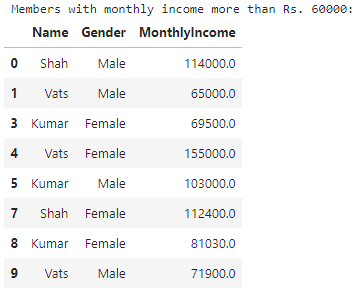 Members with monthly income more than Rs. 60000:
Name Gender MonthlyIncome
0 Shah Male 114000.0
1 Vats Male 65000.0
3 Kumar Female 69500.0
4 Vats Female 155000.0
5 Kumar Male 103000.0
7 Shah Female 112400.0
8 Kumar Female 81030.0
9 Vats Male 71900.0